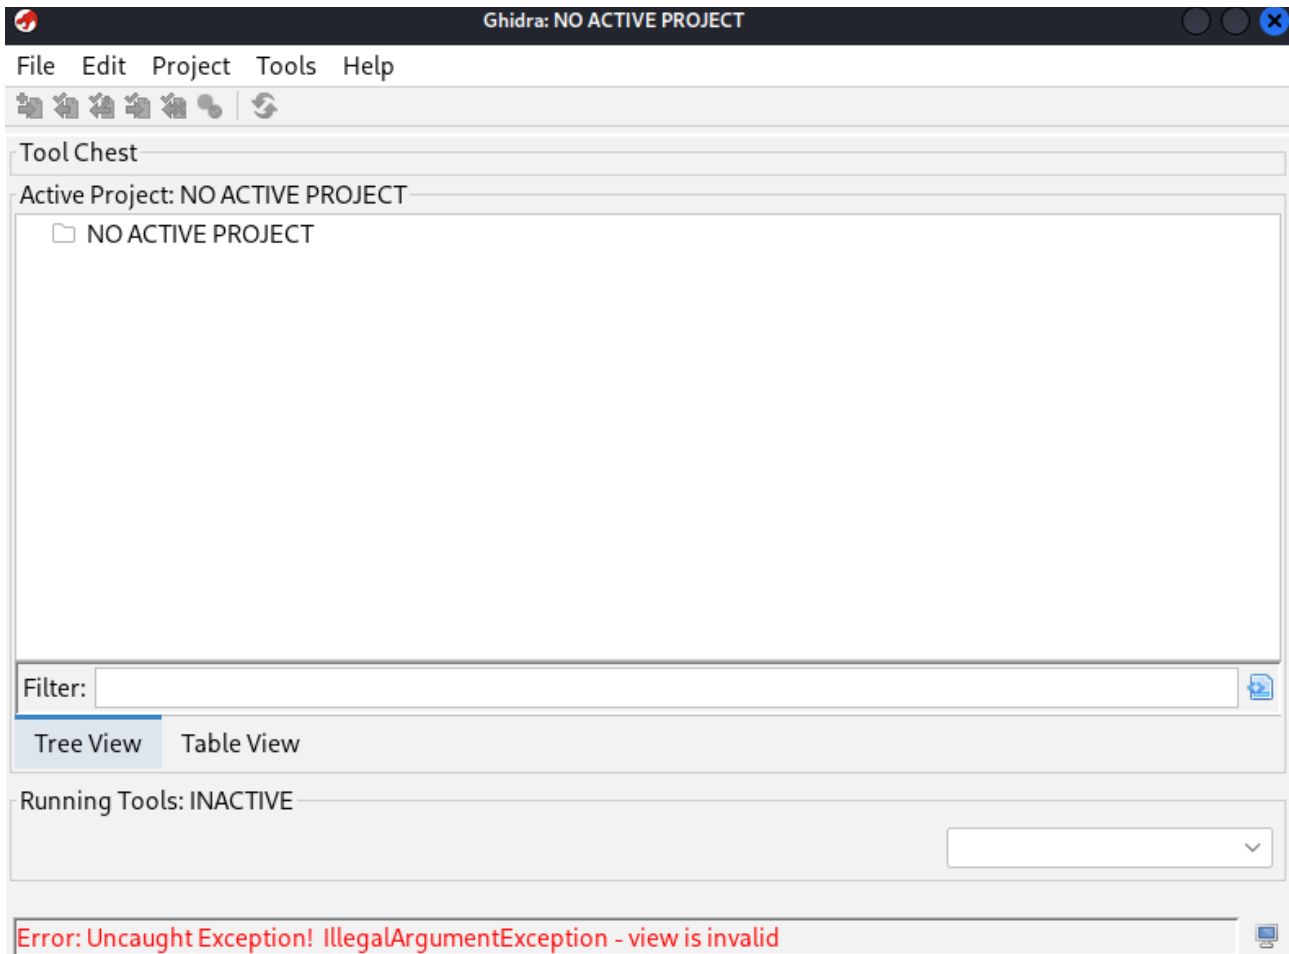 Ghidra: NO ACTIVE PROJECT
File Edit Project Tools Help
Tool Chest
Active Project: NO ACTIVE PROJECT
NO ACTIVE PROJECT
Filter:
Tree View Table View
Running Tools: INACTIVE
Error: Uncaught Exception! IllegalArgumentException - view is invalid